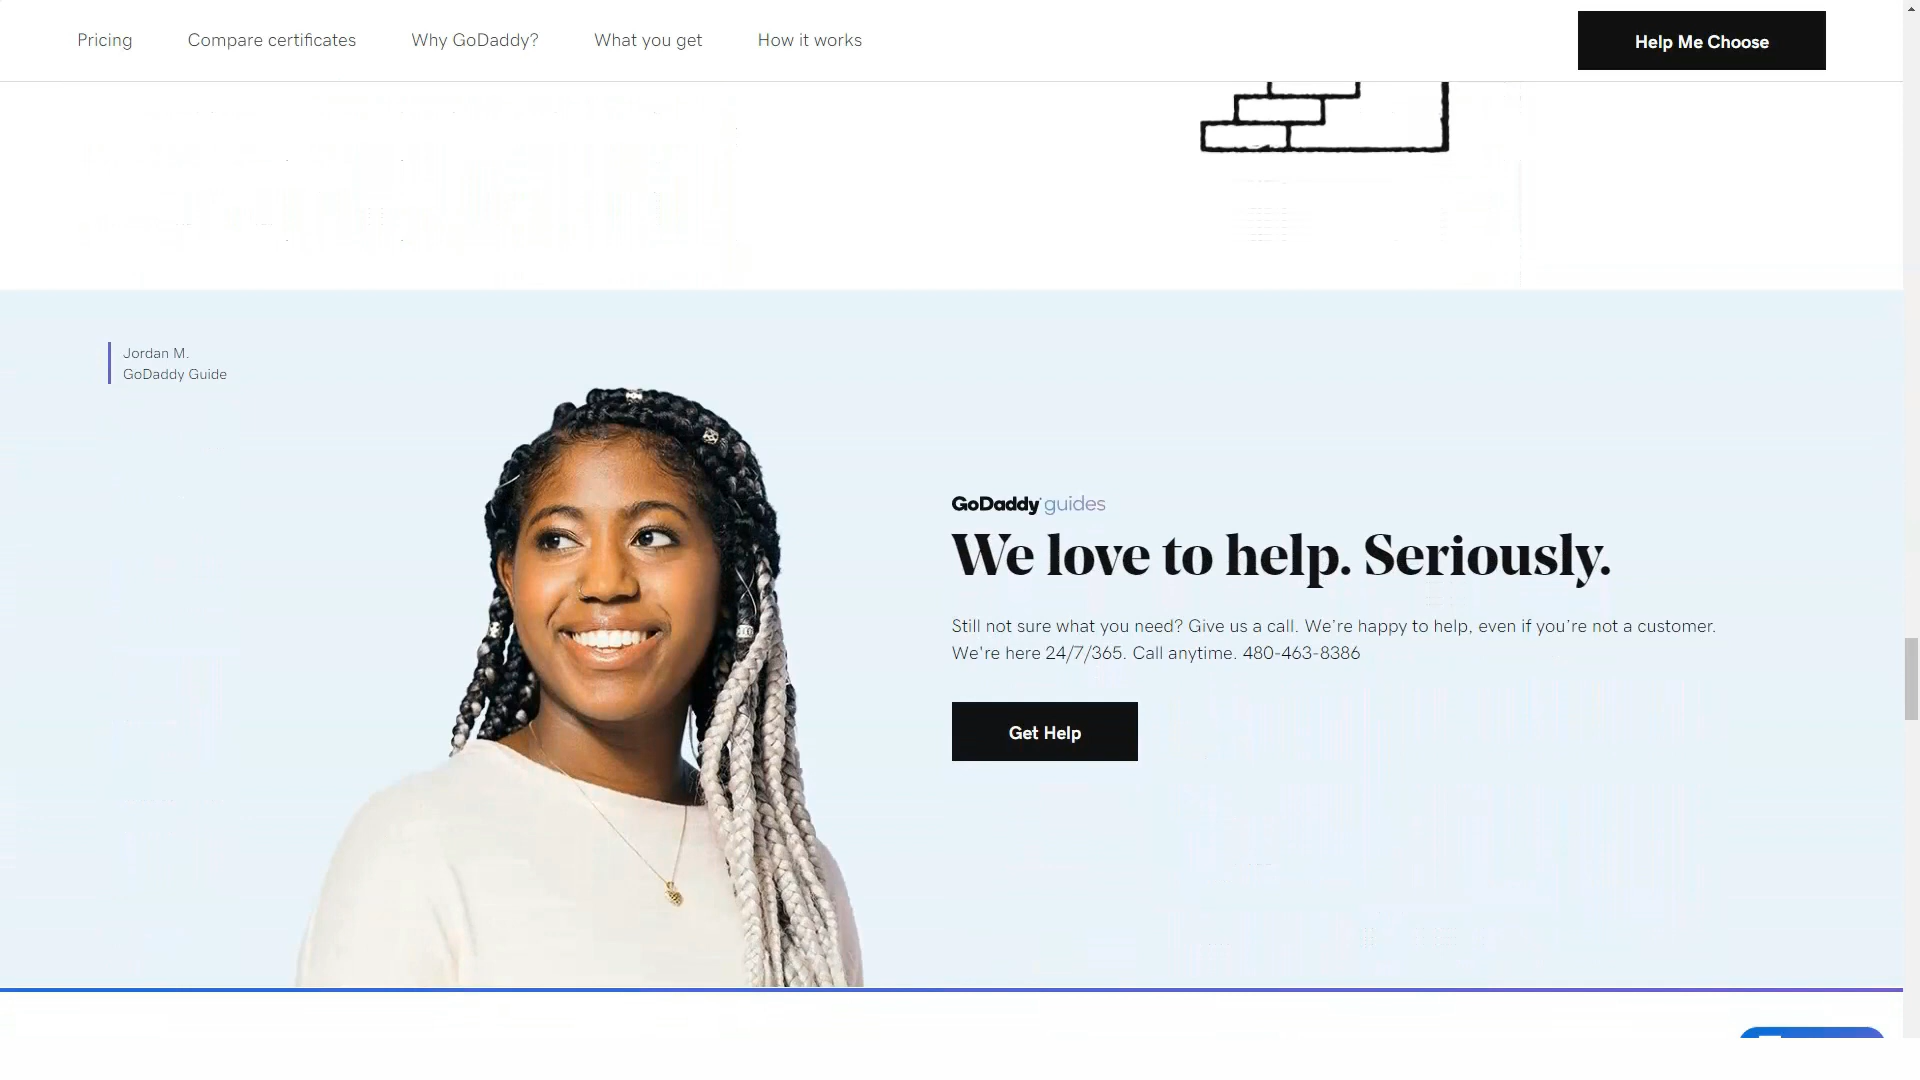 Pricing
Compare certificates
Why GoDaddy?
What you get
How it works
Help Me Choose
Jordan M.
GoDaddy Guide
GoDaddy guides
We love to help. Seriously.
Still not sure what you need? Give us a call. We're happy to help, even if you're not a customer.
We're here 24/7/365. Call anytime. 480-463-8386
Get Help